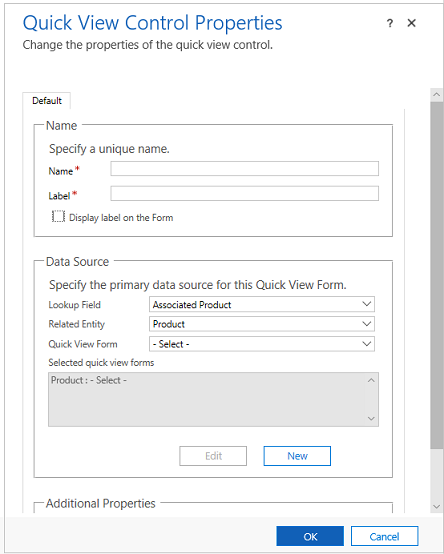 Quick View Control Properties
?
Change the properties of the quick view control.
Default
Name
Specify a unique name.
Name*
Label*
Display label on the Form
Data Source
Specify the primary data source for this Quick View Form.
Lookup Field Associated Product
Related Entity Product
Quick View Form - Select -
Selected quick view forms
Product : - Select -
Edit New
Additional Properties
OK Cancel